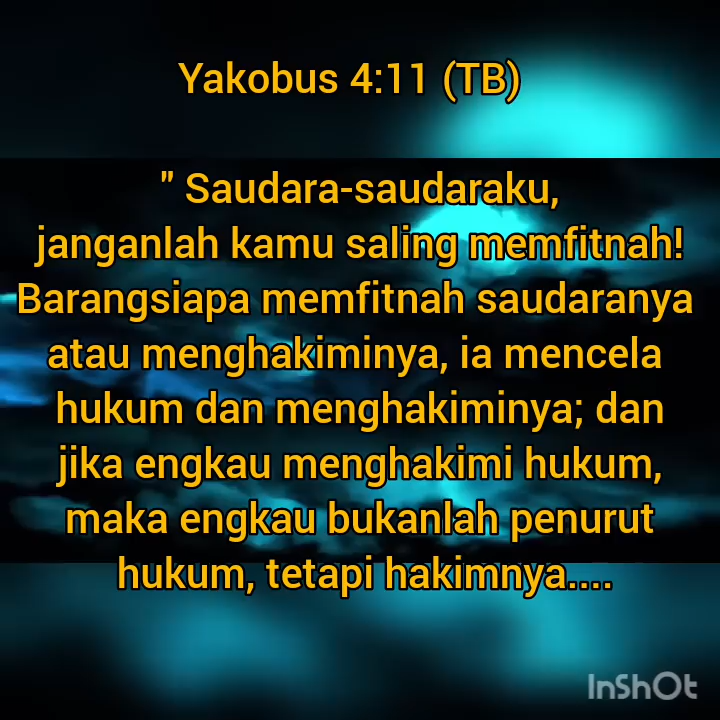 Yakobus 4:11 (TB)
" Saudara-saudaraku,
janganlah kamu saling memfitnah!
Barangsiapa memfitnah saudaranya
atau menghakiminya, ia mencela
hukum dan menghakiminya; dan
jika engkau menghakimi hukum,
maka engkau bukanlah penurut
hukum, tetapi hakimnya....
InShOt